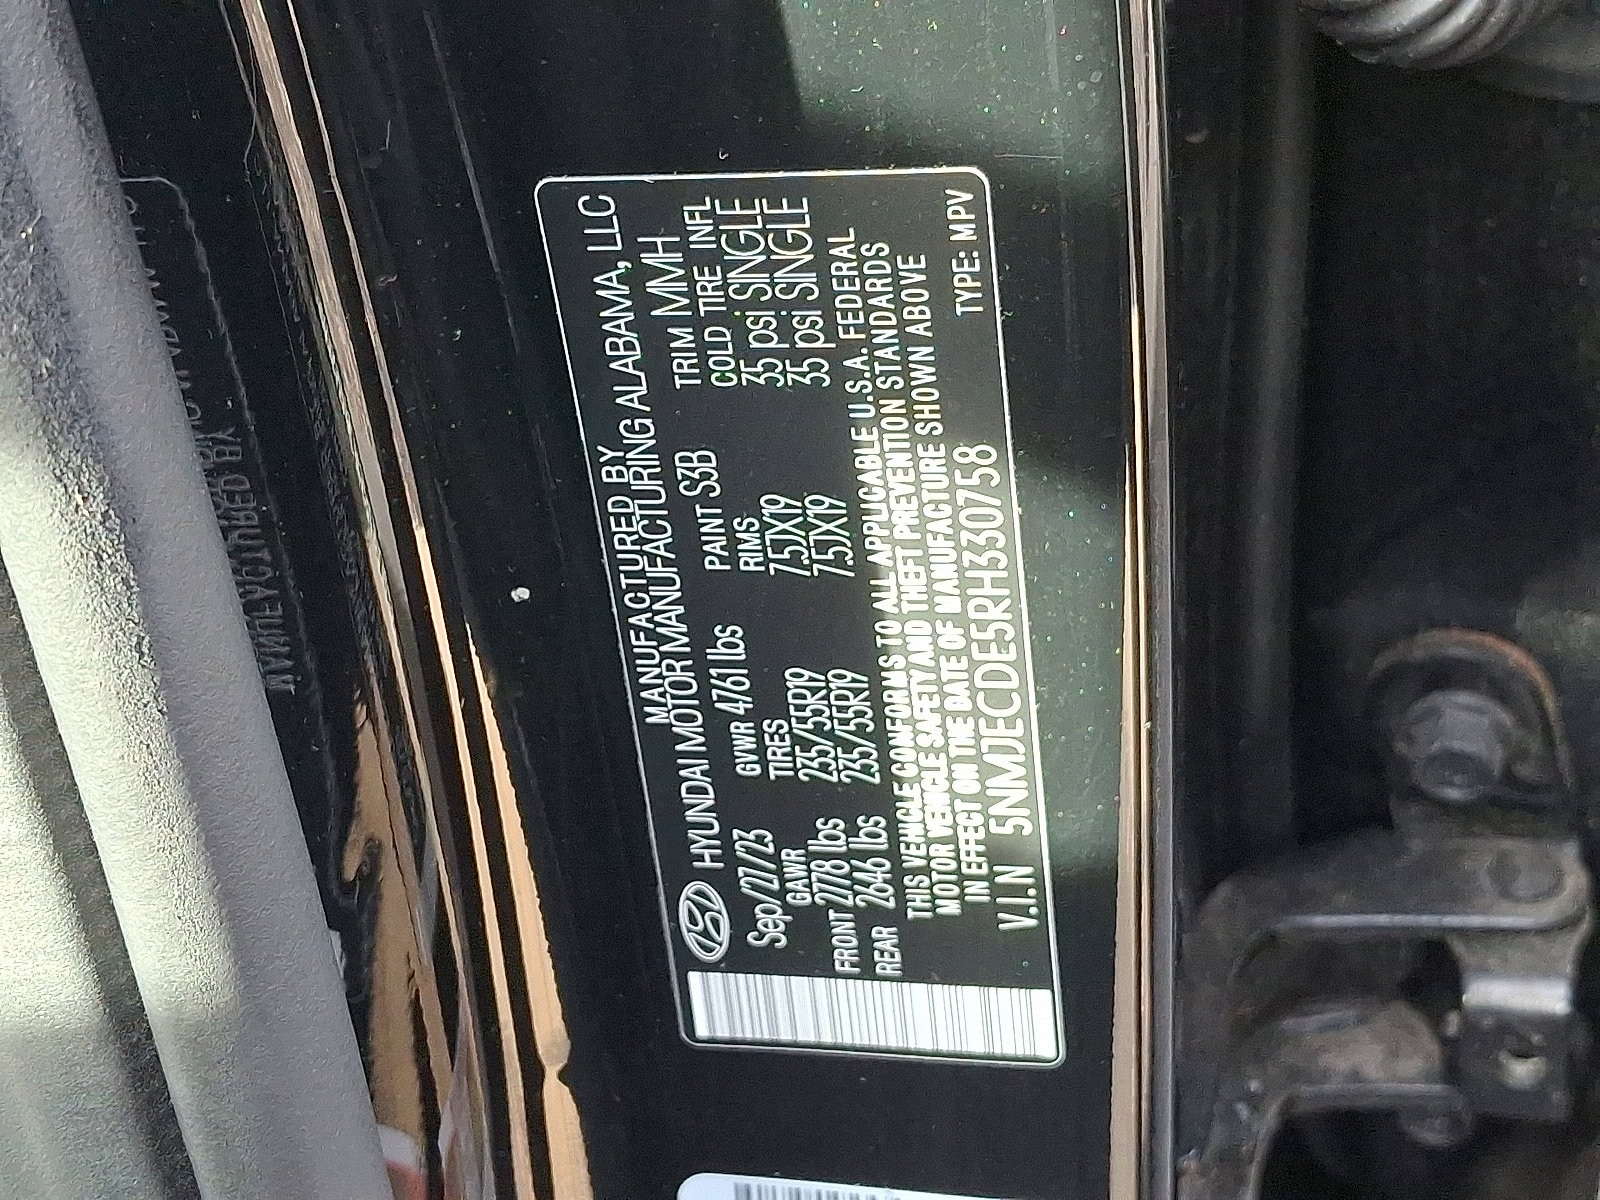 MANUFACTURED BY
HYUNDAI MOTOR MANUFACTURING ALABAMA, LLC
Sep/27/23 GVWR 4761 lbs PAINT S3B TRIM MMH
GAWR TIRES RIMS COLD TIRE INFL
FRONT 2778 lbs 235/55R19 7.5JX19 35 psi SINGLE
REAR 2646 lbs 235/55R19 7.5JX19 35 psi SINGLE
THIS VEHICLE CONFORMS TO ALL APPLICABLE U.S.A. FEDERAL
MOTOR VEHICLE SAFETY AND THEFT PREVENTION STANDARDS
IN EFFECT ON THE DATE OF MANUFACTURE SHOWN ABOVE
V.I.N 5NMJECDE5RH330758 TYPE: MPV